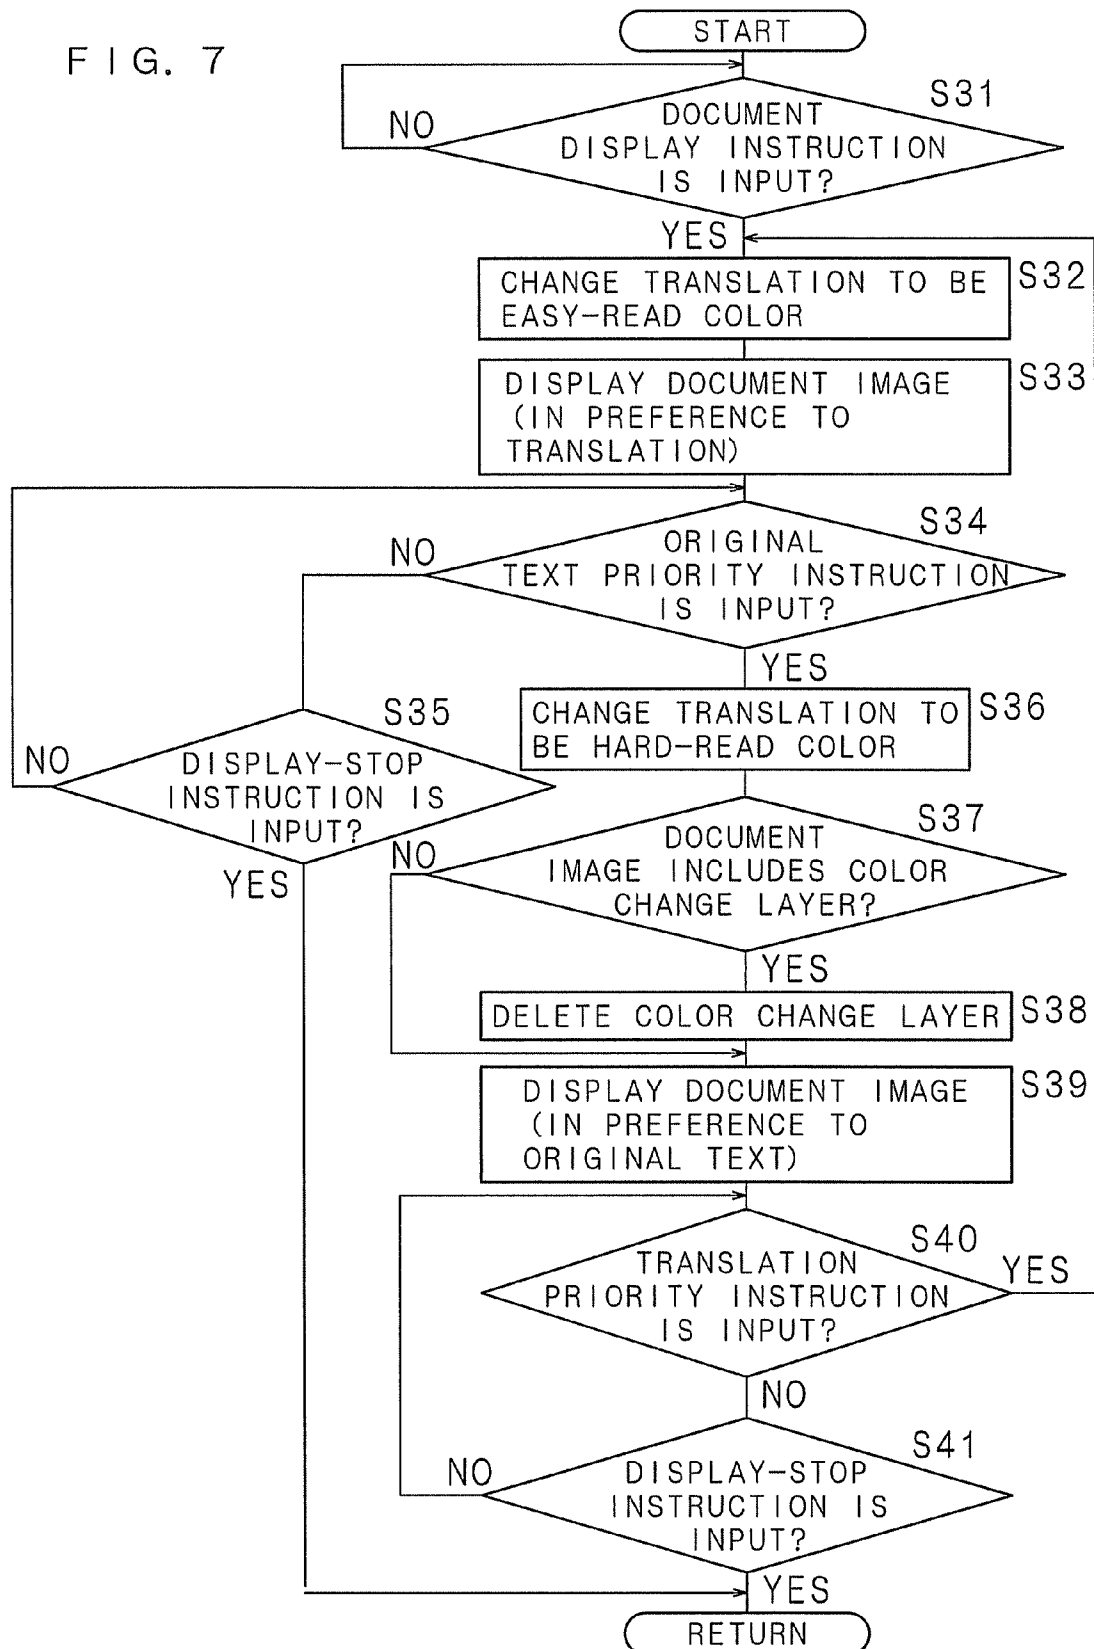 FIG. 7
START
S31
NO
DOCUMENT
DISPLAY INSTRUCTION
IS INPUT?
YES
S32
CHANGE TRANSLATION TO BE
EASY-READ COLOR
S33
DISPLAY DOCUMENT IMAGE
(IN PREFERENCE TO
TRANSLATION)
S34
NO
ORIGINAL
TEXT PRIORITY INSTRUCTION
IS INPUT?
YES
S35
NO
DISPLAY-STOP
INSTRUCTION IS
INPUT?
YES
S36
CHANGE TRANSLATION TO
BE HARD-READ COLOR
S37
NO
DOCUMENT
IMAGE INCLUDES COLOR
CHANGE LAYER?
YES
DELETE COLOR CHANGE LAYER
S38
S39
DISPLAY DOCUMENT IMAGE
(IN PREFERENCE TO
ORIGINAL TEXT)
S40
TRANSLATION
PRIORITY INSTRUCTION
IS INPUT?
YES
NO
S41
NO
DISPLAY-STOP
INSTRUCTION IS
INPUT?
YES
RETURN